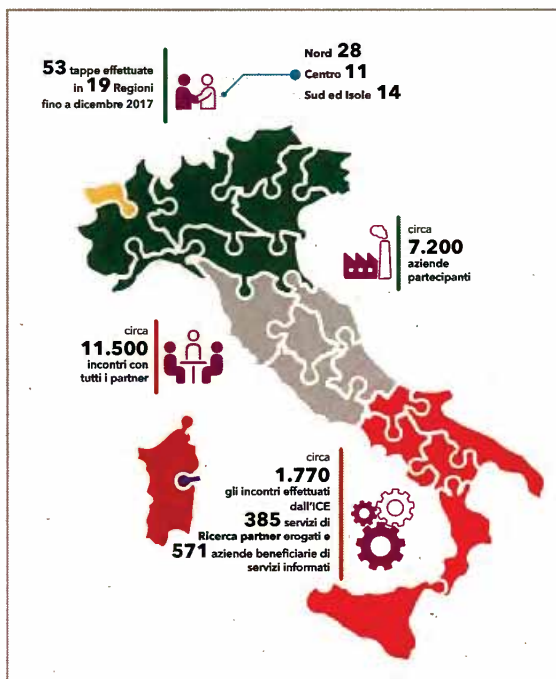 53 tappe effettuate
in 19 Regioni
fino a dicembre 2017
Nord 28
Centro 11
Sud ed Isole 14
circa
7.200
aziende
partecipanti
circa
11.500
incontri con
tutti i partner
circa
1.770
gli incontri effettuati
dall'ICE
385 servizi di
Ricerca partner erogati e
571 aziende beneficiarie di
servizi informati